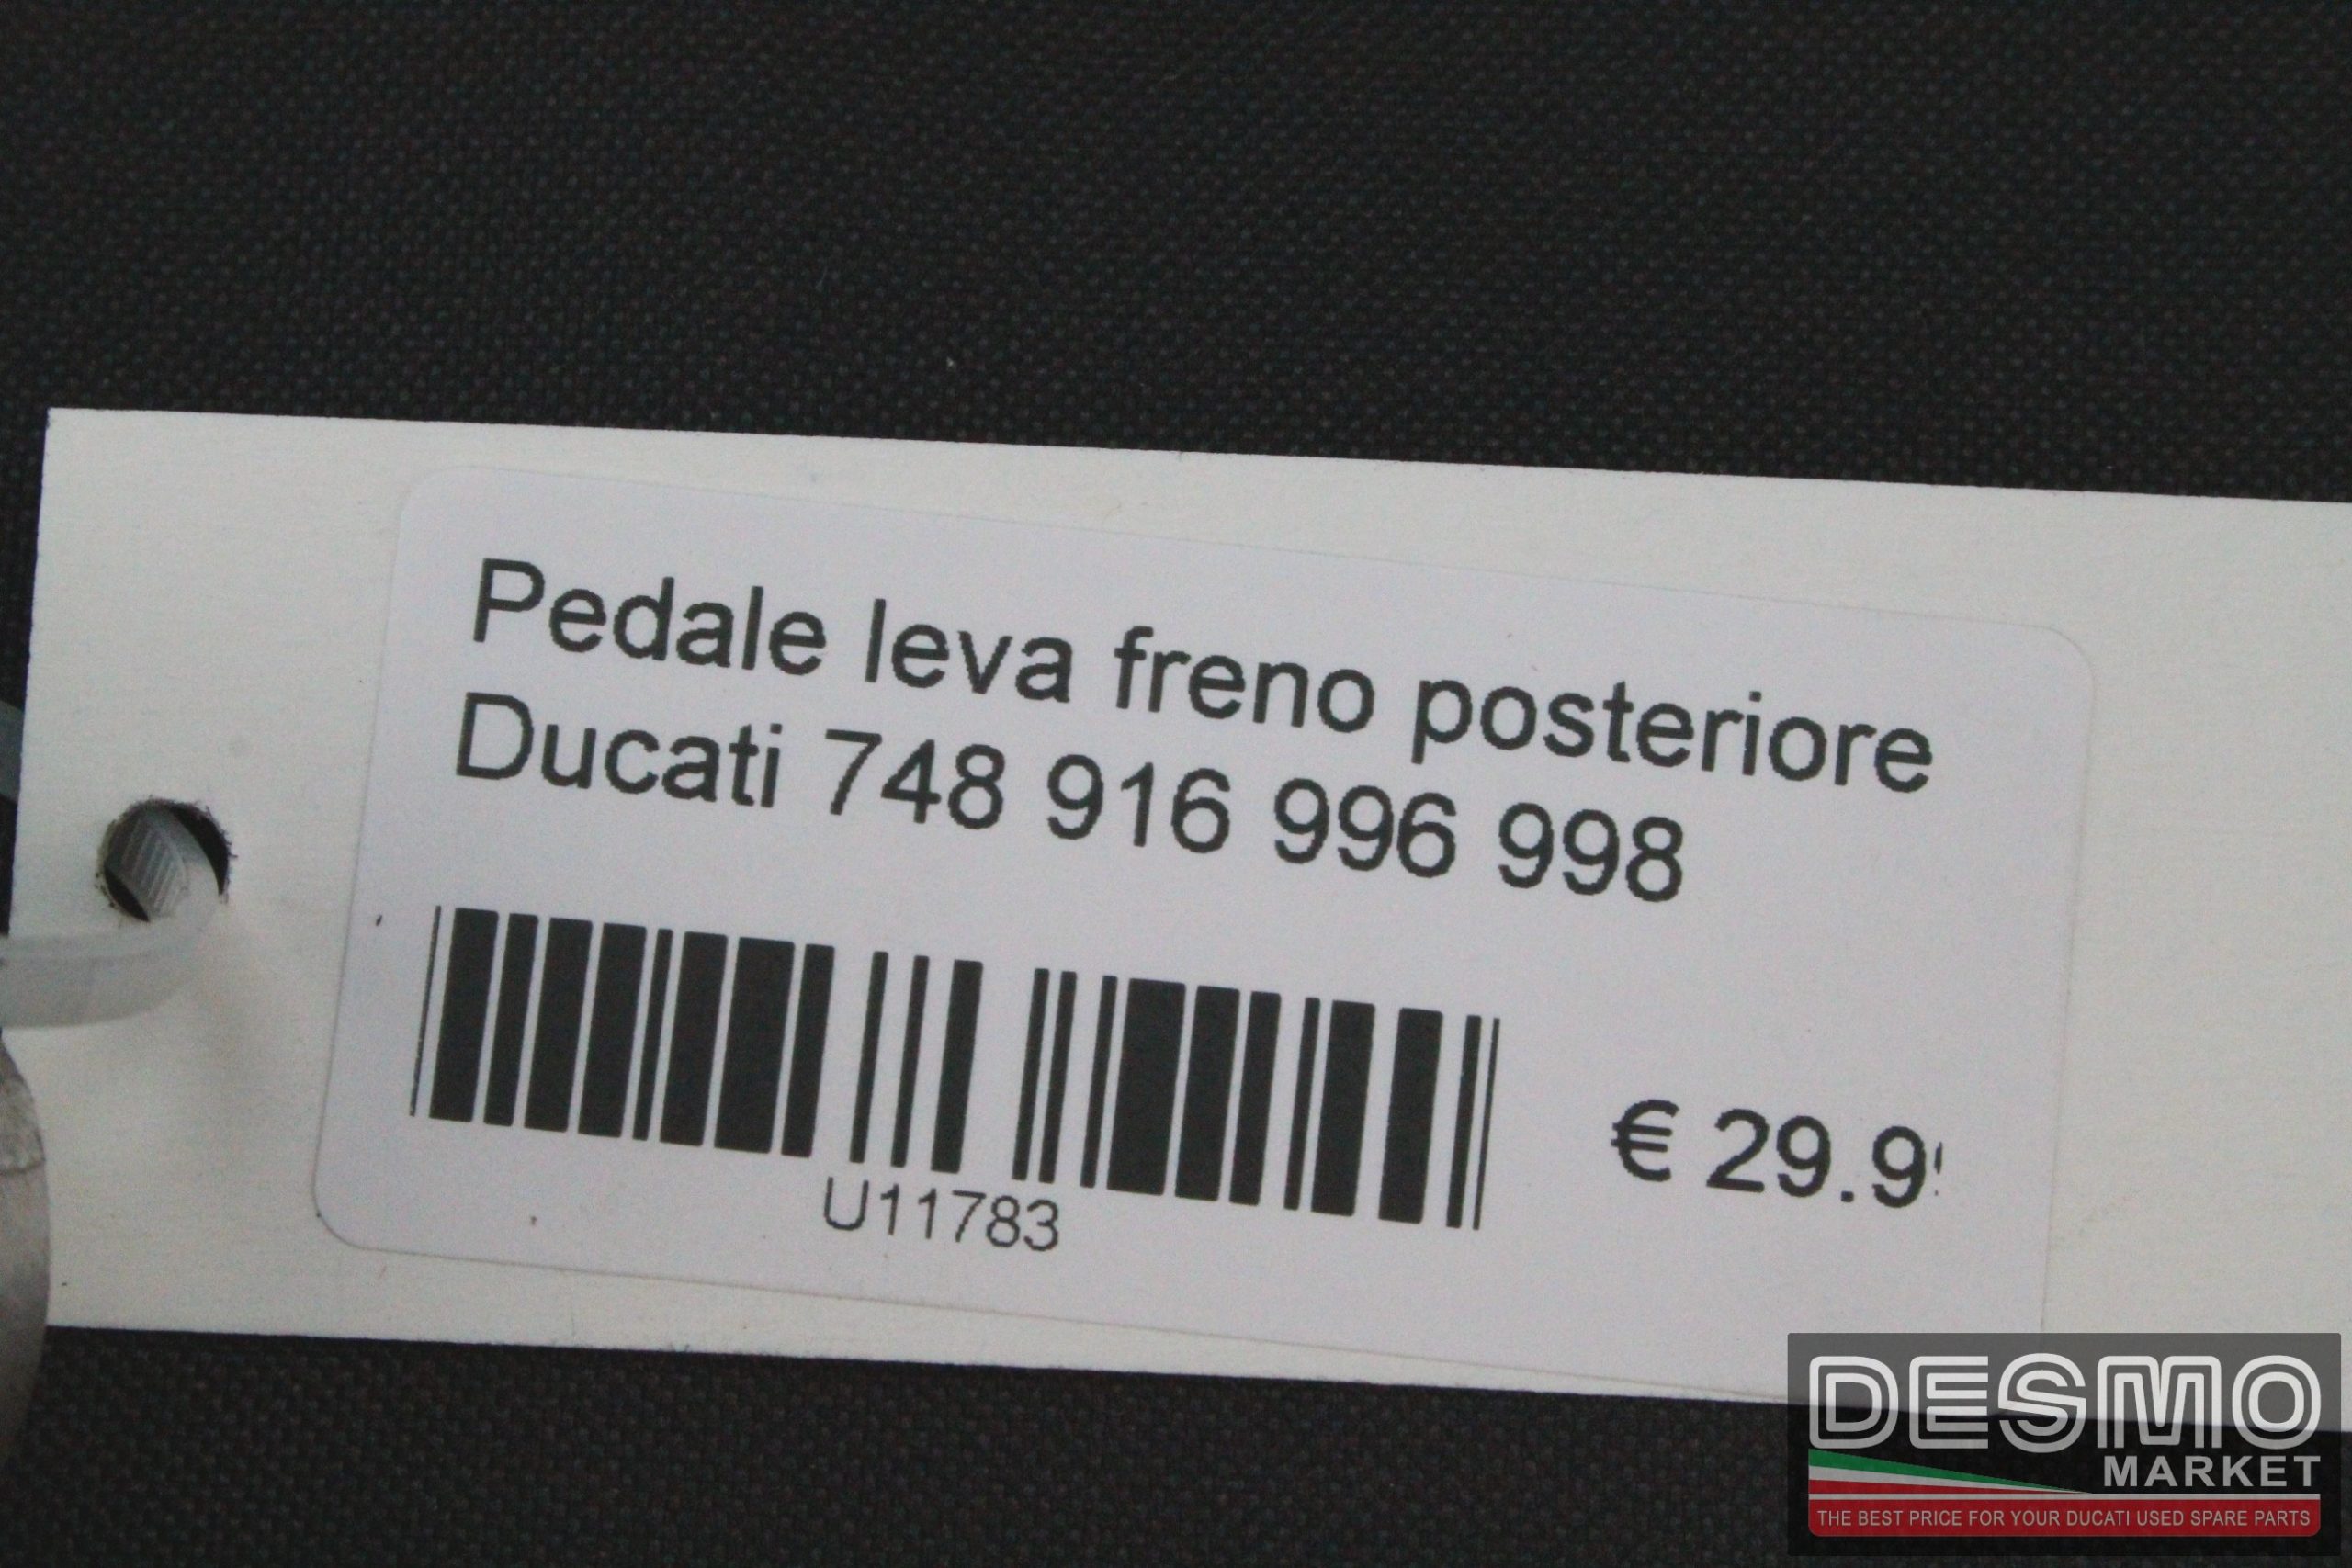 Pedale leva freno posteriore
Ducati 748 916 996 998
U11783
€ 29.9
DESMO
MARKET
THE BEST PRICE FOR YOUR DUCATI USED SPARE PARTS